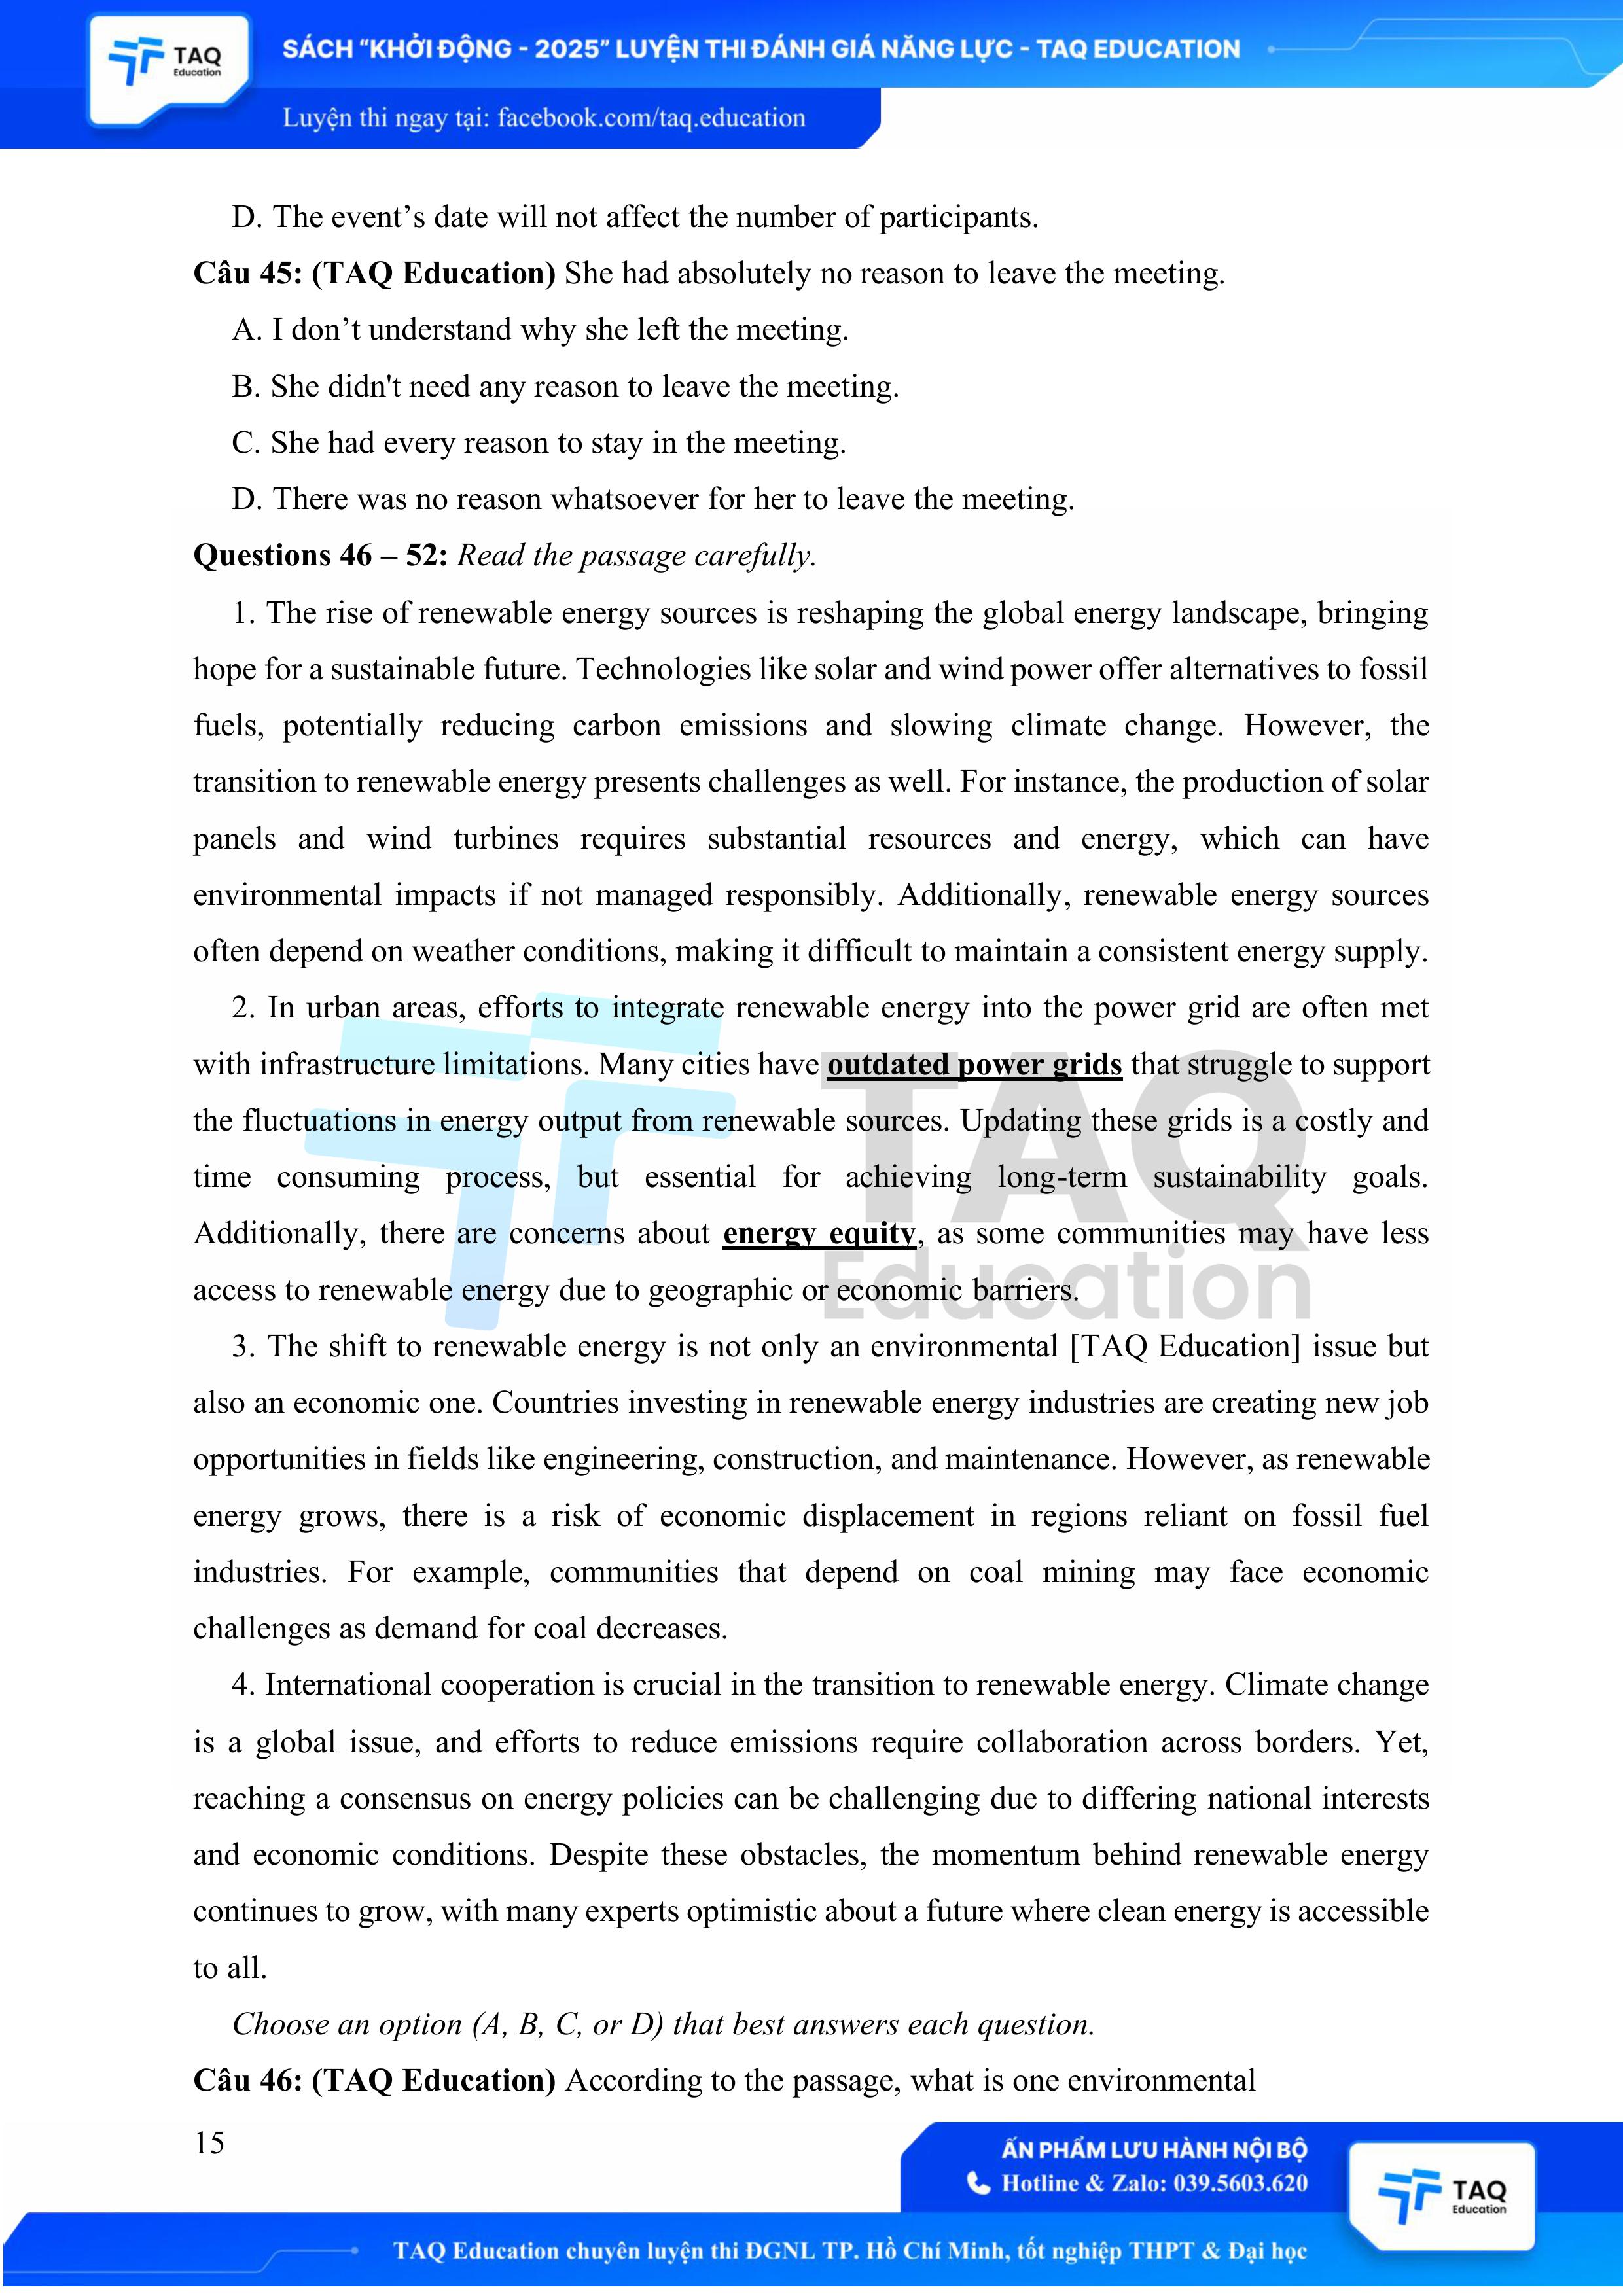 TAQ
Education
SÁCH “KHỞI ĐỘNG - 2025” LUYỆN THI ĐÁNH GIÁ NĂNG LỰC - TAQ EDUCATION
Luyện thi ngay tại: facebook.com/taq.education
D. The event’s date will not affect the number of participants.
Câu 45: (TAQ Education) She had absolutely no reason to leave the meeting.
A. I don’t understand why she left the meeting.
B. She didn't need any reason to leave the meeting.
C. She had every reason to stay in the meeting.
D. There was no reason whatsoever for her to leave the meeting.
Questions 46 – 52: Read the passage carefully.
1. The rise of renewable energy sources is reshaping the global energy landscape, bringing
hope for a sustainable future. Technologies like solar and wind power offer alternatives to fossil
fuels, potentially reducing carbon emissions and slowing climate change. However, the
transition to renewable energy presents challenges as well. For instance, the production of solar
panels and wind turbines requires substantial resources and energy, which can have
environmental impacts if not managed responsibly. Additionally, renewable energy sources
often depend on weather conditions, making it difficult to maintain a consistent energy supply.
2. In urban areas, efforts to integrate renewable energy into the power grid are often met
with infrastructure limitations. Many cities have outdated power grids that struggle to support
the fluctuations in energy output from renewable sources. Updating these grids is a costly and
time consuming process, but essential for achieving long-term sustainability goals.
Additionally, there are concerns about energy equity, as some communities may have less
access to renewable energy due to geographic or economic barriers.
TAQ
Education
3. The shift to renewable energy is not only an environmental [TAQ Education] issue but
also an economic one. Countries investing in renewable energy industries are creating new job
opportunities in fields like engineering, construction, and maintenance. However, as renewable
energy grows, there is a risk of economic displacement in regions reliant on fossil fuel
industries. For example, communities that depend on coal mining may face economic
challenges as demand for coal decreases.
4. International cooperation is crucial in the transition to renewable energy. Climate change
is a global issue, and efforts to reduce emissions require collaboration across borders. Yet,
reaching a consensus on energy policies can be challenging due to differing national interests
and economic conditions. Despite these obstacles, the momentum behind renewable energy
continues to grow, with many experts optimistic about a future where clean energy is accessible
to all.
Choose an option (A, B, C, or D) that best answers each question.
Câu 46: (TAQ Education) According to the passage, what is one environmental
15
ẤN PHẨM LƯU HÀNH NỘI BỘ
Hotline & Zalo: 039.5603.620
TAQ
Education
TAQ Education chuyên luyện thi ĐGNL TP. Hồ Chí Minh, tốt nghiệp THPT & Đại học